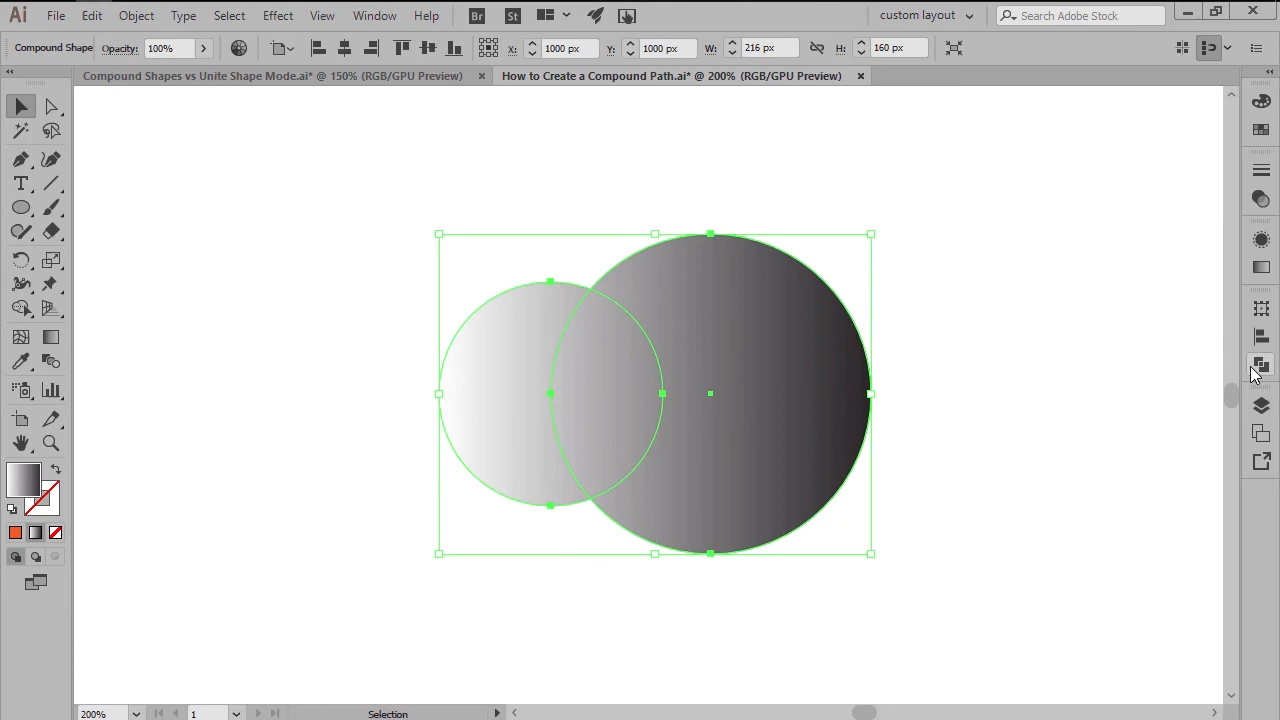 Ai File Edit Object Type Select Effect View Window Help Br St custom layout Search Adobe Stock
Compound Shape Opacity: 100% X: 1000 px Y: 1000 px W: 216 px H: 160 px
Compound Shapes vs Unite Shape Mode.ai* @ 150% (RGB/GPU Preview) How to Create a Compound Path.ai* @ 200% (RGB/GPU Preview)
200% 1 Selection